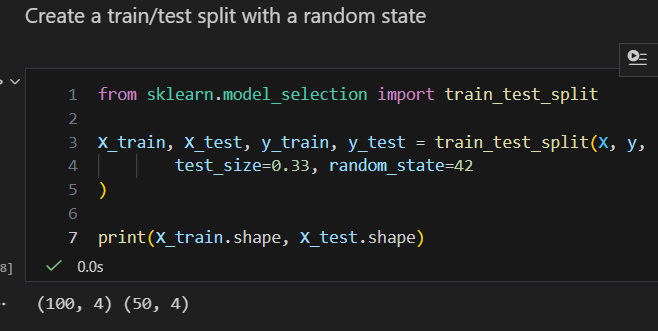 Create a train/test split with a random state
1 from sklearn.model_selection import train_test_split
2
3 X_train, X_test, y_train, y_test = train_test_split(X, y,
4 test_size=0.33, random_state=42
5 )
6
7 print(X_train.shape, X_test.shape)
8] 0.0s
(100, 4) (50, 4)